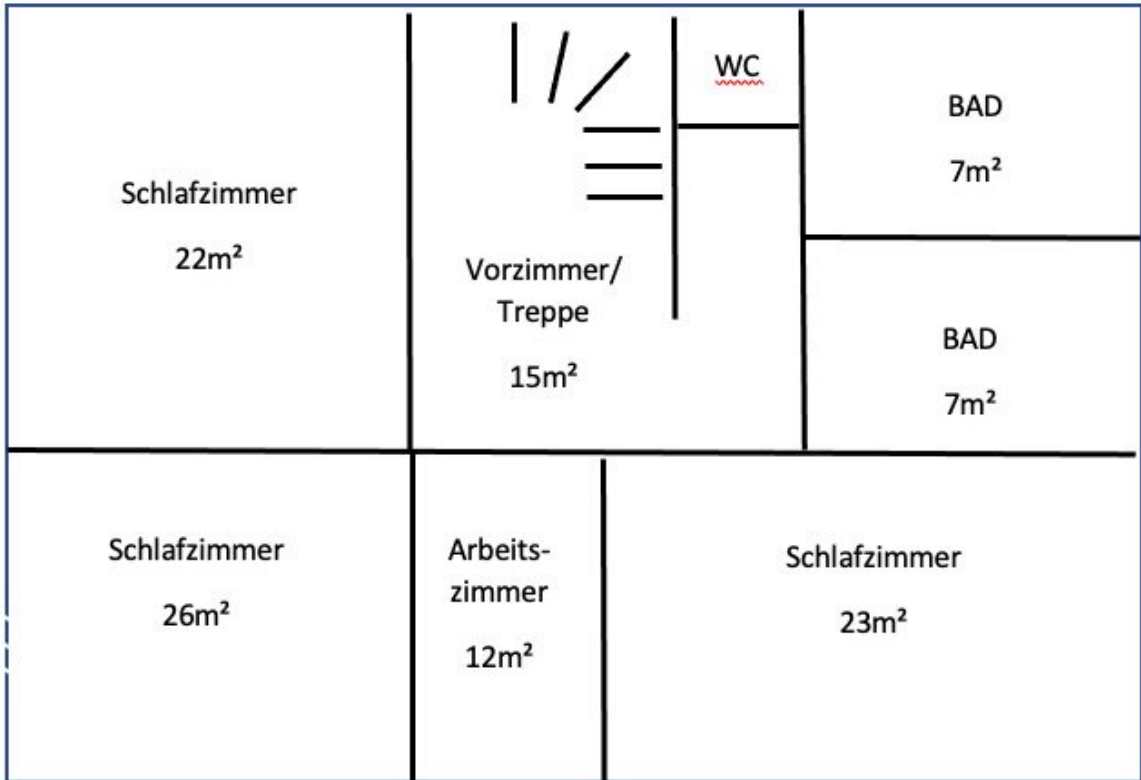 WC
BAD
7m²
Schlafzimmer
22m²
Vorzimmer/
Treppe
15m²
BAD
7m²
Schlafzimmer
26m²
Arbeits-
zimmer
12m²
Schlafzimmer
23m²